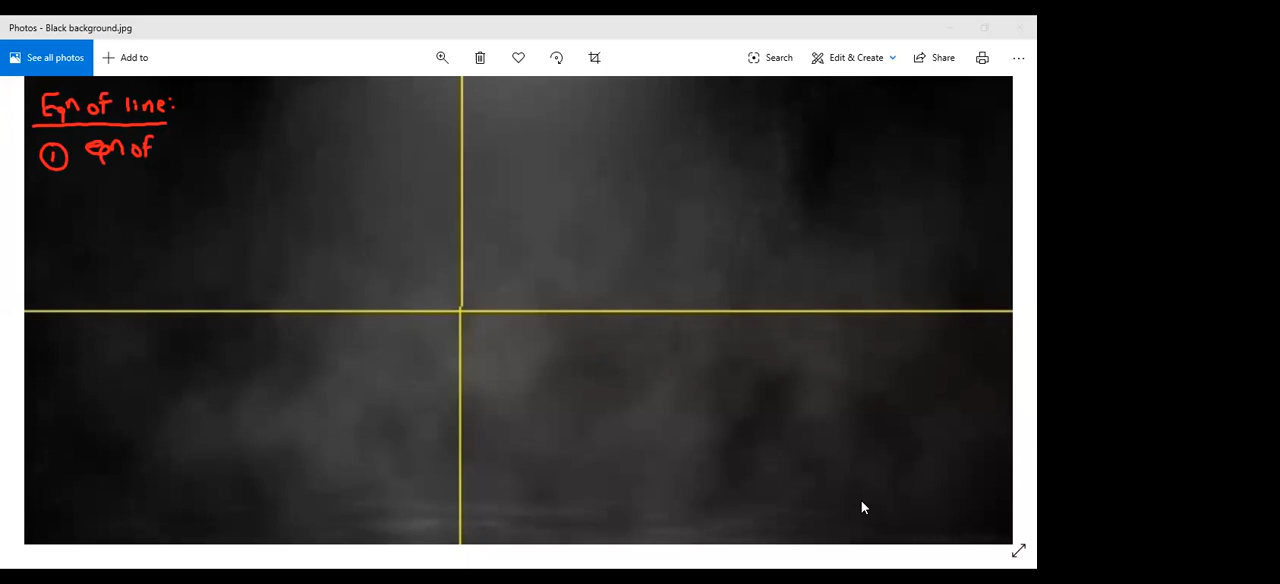 Photos - Black background.jpg
See all photos
Add to
Search
Edit & Create
Share
Eqn of line:
① eqn of